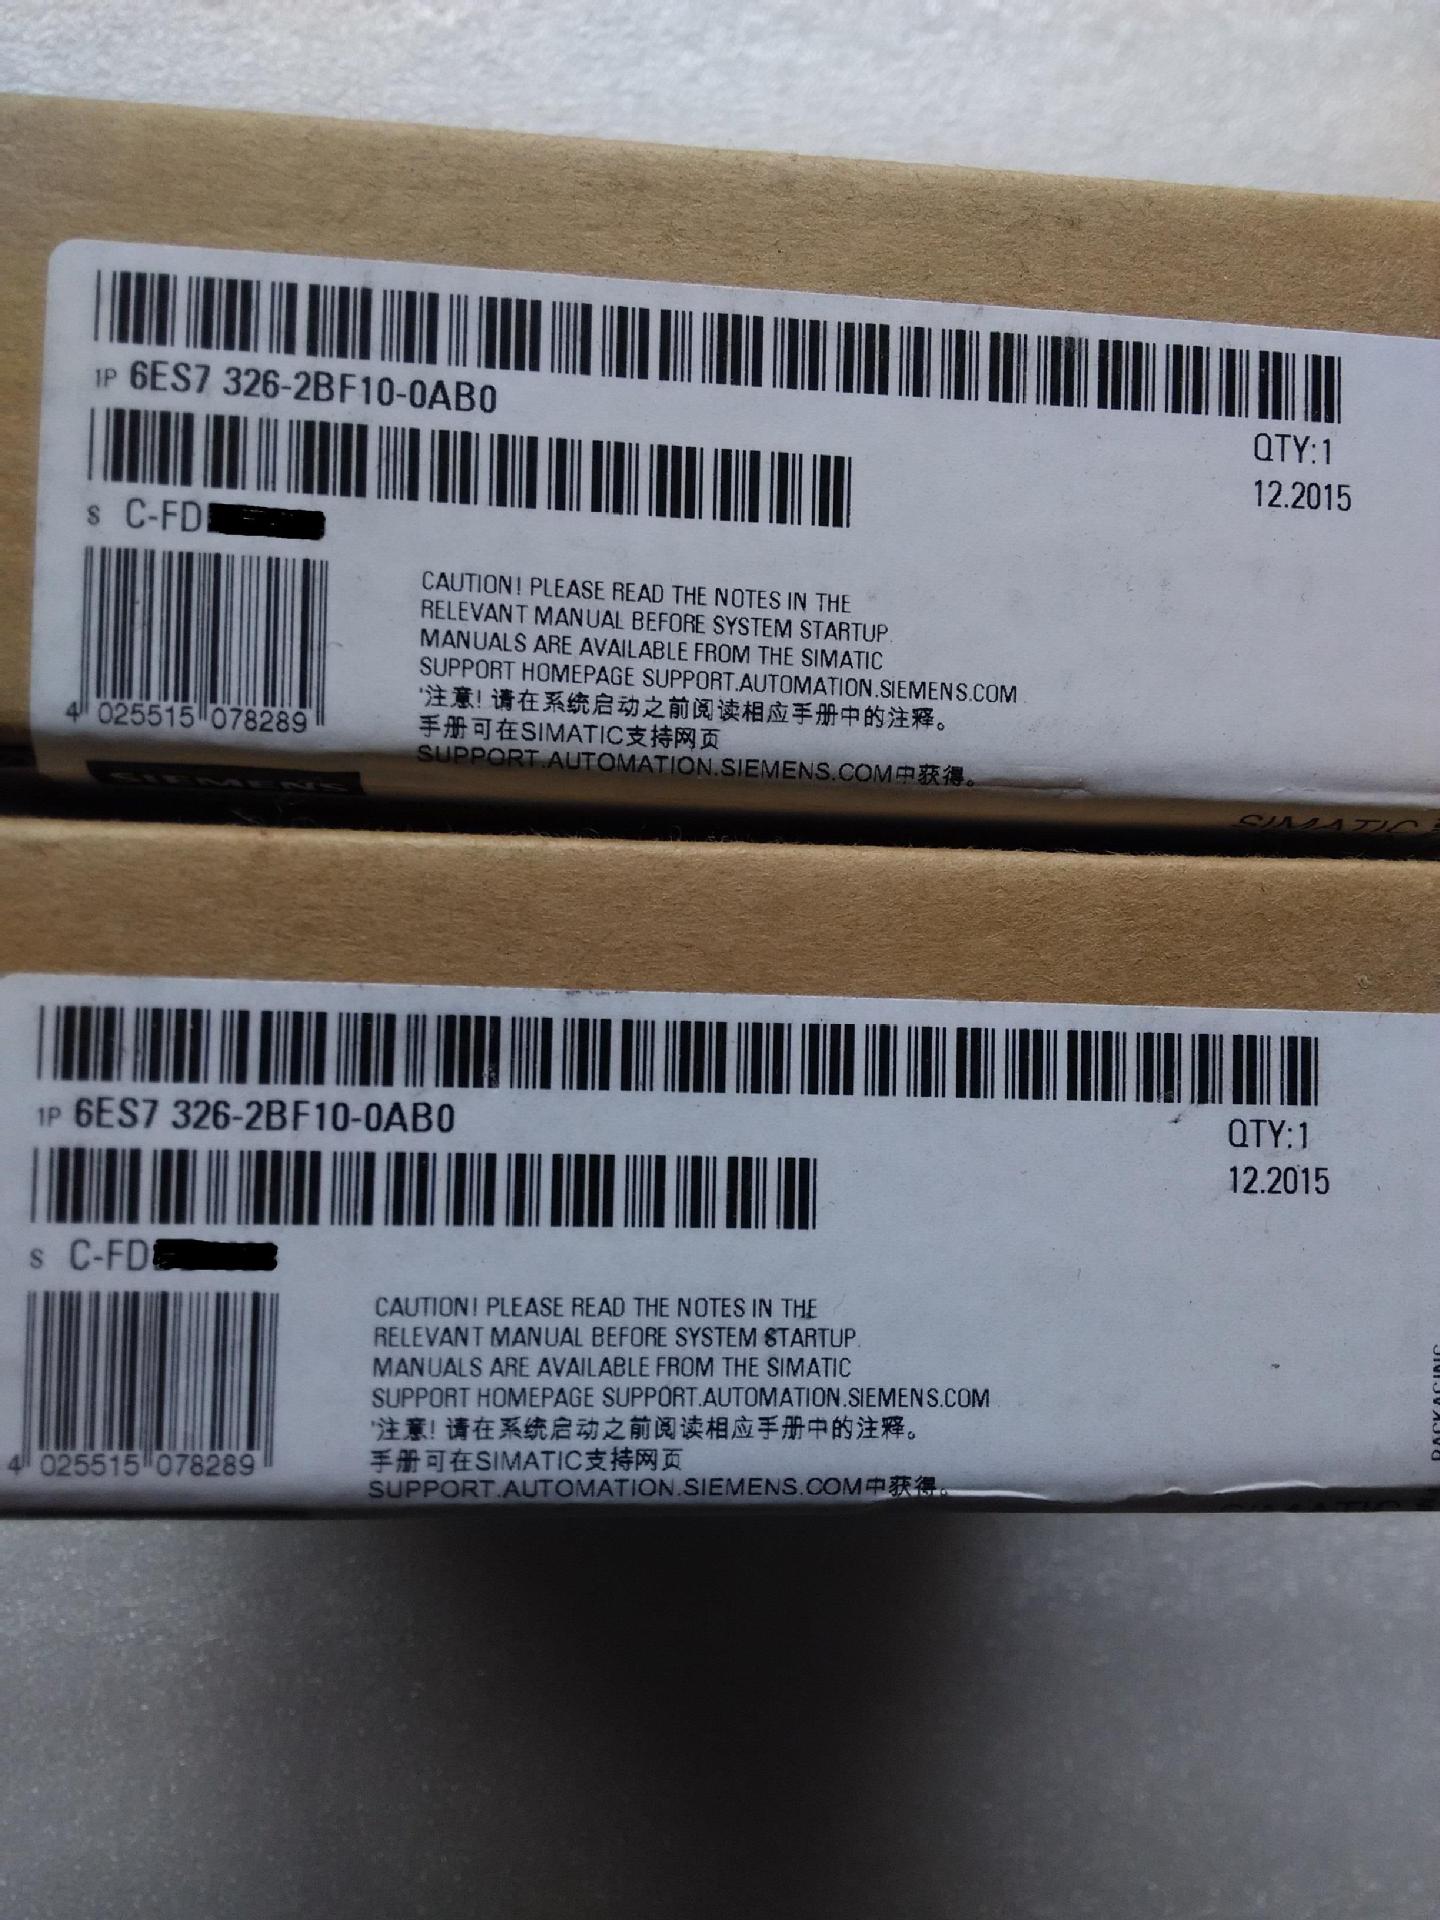 1P 6ES7 326-2BF10-0AB0
QTY:1
12.2015
S C-FD
CAUTION! PLEASE READ THE NOTES IN THE
RELEVANT MANUAL BEFORE SYSTEM STARTUP.
MANUALS ARE AVAILABLE FROM THE SIMATIC
SUPPORT HOMEPAGE SUPPORT.AUTOMATION.SIEMENS.COM
'注意! 请在系统启动之前阅读相应手册中的注释。
手册可在SIMATIC支持网页
SUPPORT.AUTOMATION.SIEMENS.COM中获得。
4 025515 078289
SIEMENS
SIMATIC
1P 6ES7 326-2BF10-0AB0
QTY:1
12.2015
S C-FD
CAUTION! PLEASE READ THE NOTES IN THE
RELEVANT MANUAL BEFORE SYSTEM STARTUP.
MANUALS ARE AVAILABLE FROM THE SIMATIC
SUPPORT HOMEPAGE SUPPORT.AUTOMATION.SIEMENS.COM
'注意! 请在系统启动之前阅读相应手册中的注释。
手册可在SIMATIC支持网页
SUPPORT.AUTOMATION.SIEMENS.COM中获得。
4 025515 078289
PACKAGING
SIMATIC